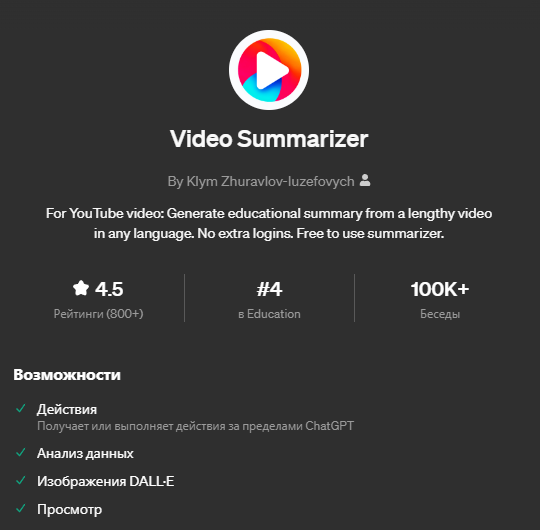 Video Summarizer
By Klym Zhuravlov-Iuzefovych
For YouTube video: Generate educational summary from a lengthy video
in any language. No extra logins. Free to use summarizer.
4.5 #4 100K+
Рейтинги (800+) в Education Беседы
Возможности
Действия
Получает или выполняет действия за пределами ChatGPT
Анализ данных
Изображения DALL·E
Просмотр